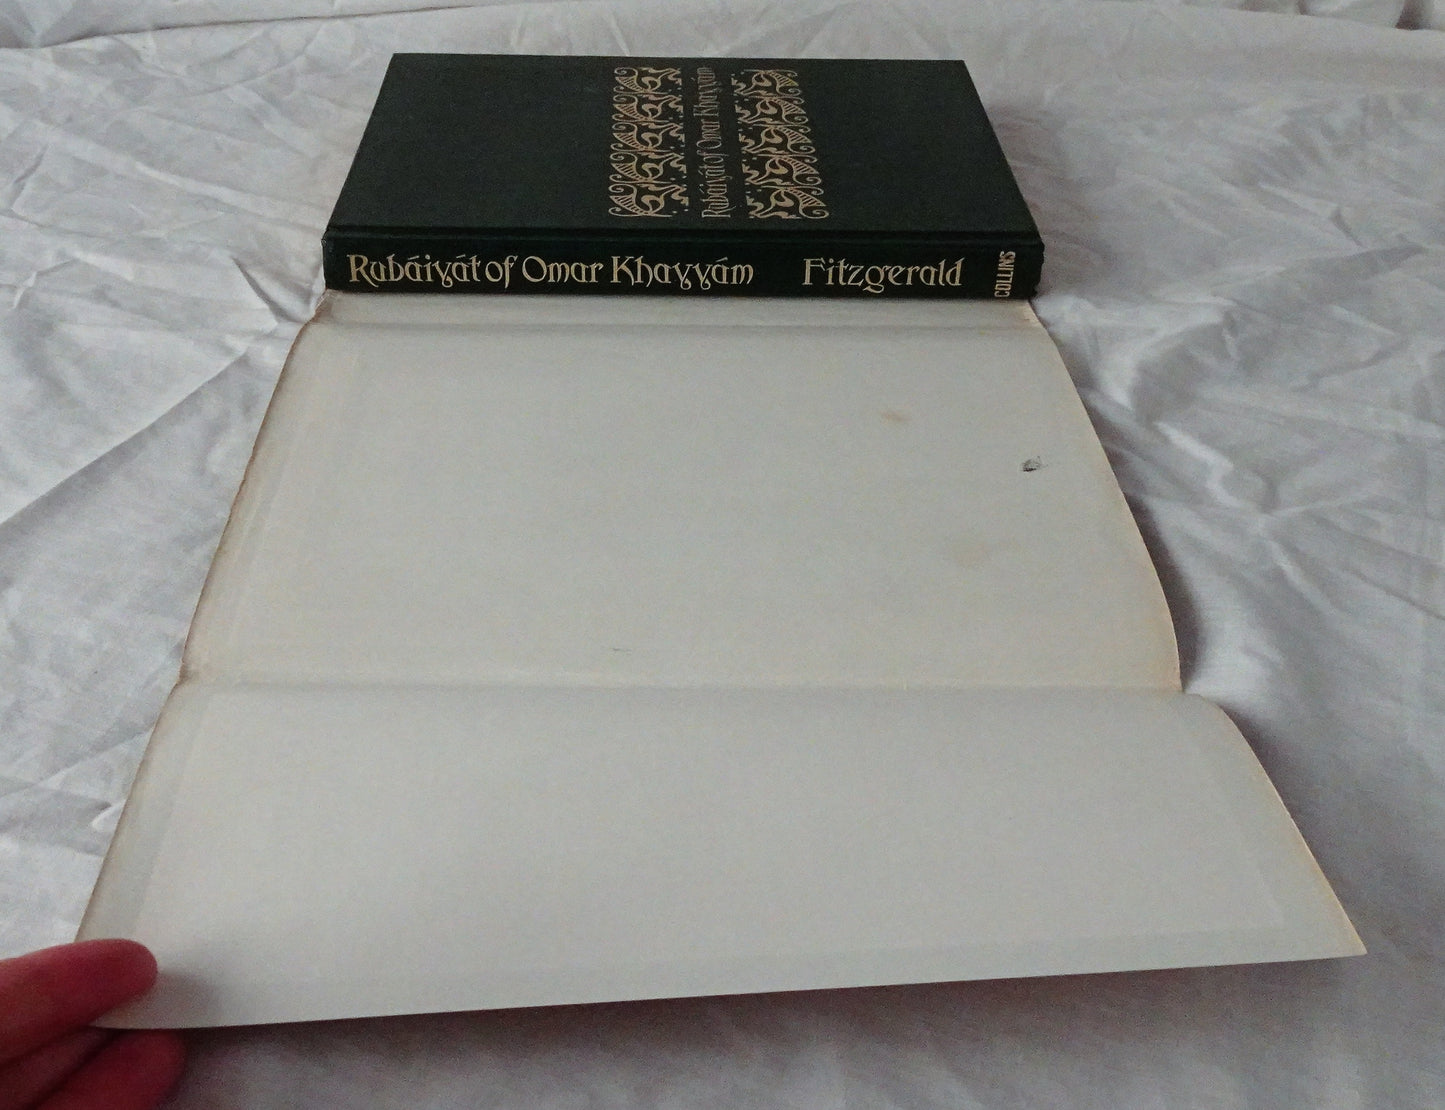 Rubáiyát of Omar Khayyám
Rubáiyát of Omar Khayyám Fitzgerald COLLINS